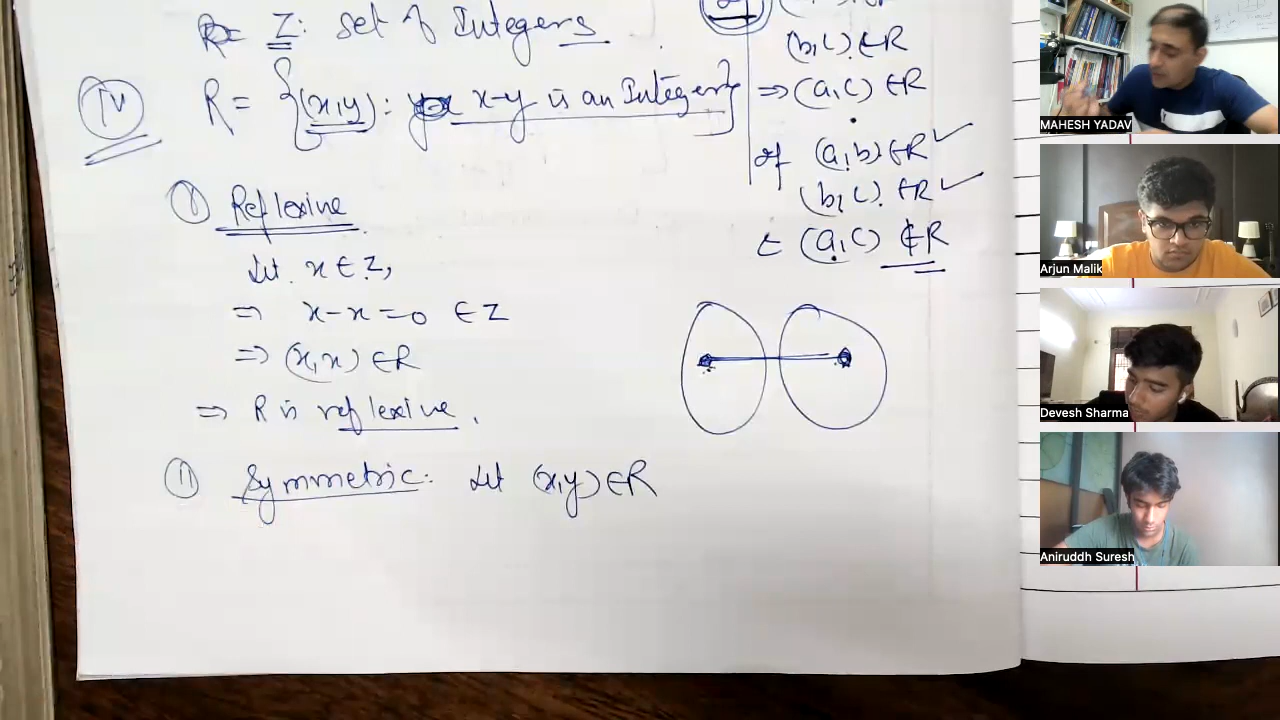 Z: set of Integers
IV R = {(x,y): x-y is an Integer}
(I) Reflexive
Let x ∈ Z,
⇒ x-x = 0 ∈ Z
⇒ (x,x) ∈ R
⇒ R is reflexive.
(II) Symmetric: Let (x,y) ∈ R
(b,c). ∈ R
⇒ (a,c) ∈ R
if (a,b) ∈ R ✓
(b,c). ∈ R ✓
& (a,c) ∉ R
MAHESH YADAV
Arjun Malik
Devesh Sharma
Aniruddh Suresh